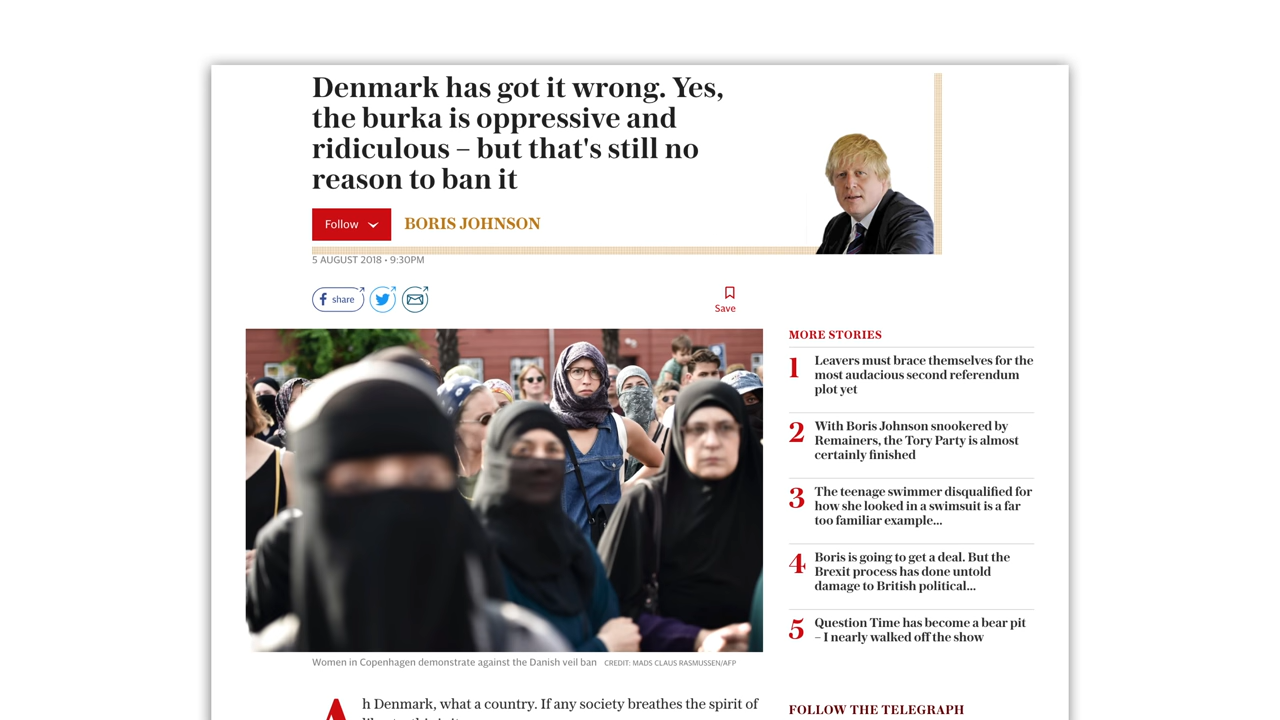 Denmark has got it wrong. Yes,
the burka is oppressive and
ridiculous – but that's still no
reason to ban it
Follow
BORIS JOHNSON
5 AUGUST 2018 • 9:30PM
share
Save
Women in Copenhagen demonstrate against the Danish veil ban CREDIT: MADS CLAUS RASMUSSEN/AFP
Ah Denmark, what a country. If any society breathes the spirit of
MORE STORIES
1 Leavers must brace themselves for the
most audacious second referendum
plot yet
2 With Boris Johnson snookered by
Remainers, the Tory Party is almost
certainly finished
3 The teenage swimmer disqualified for
how she looked in a swimsuit is a far
too familiar example...
4 Boris is going to get a deal. But the
Brexit process has done untold
damage to British political...
5 Question Time has become a bear pit
– I nearly walked off the show
FOLLOW THE TELEGRAPH